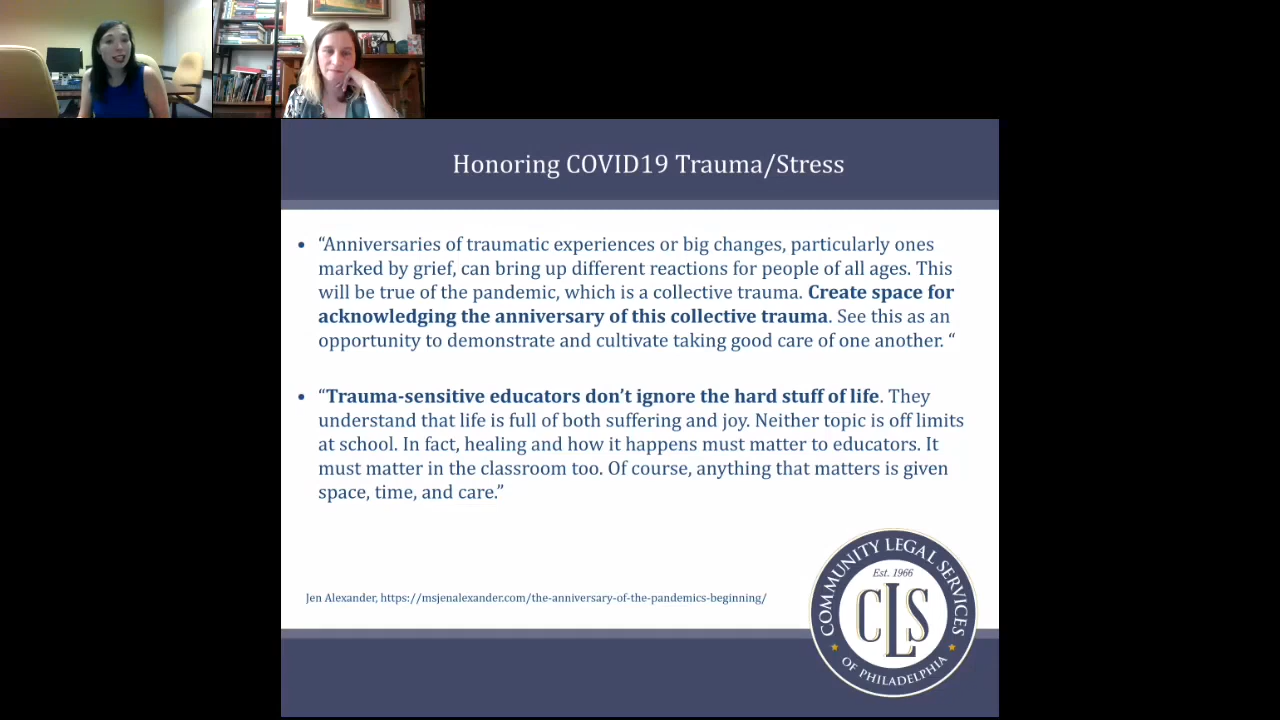 Honoring COVID19 Trauma/Stress
• “Anniversaries of traumatic experiences or big changes, particularly ones
marked by grief, can bring up different reactions for people of all ages. This
will be true of the pandemic, which is a collective trauma. Create space for
acknowledging the anniversary of this collective trauma. See this as an
opportunity to demonstrate and cultivate taking good care of one another. “
• “Trauma-sensitive educators don’t ignore the hard stuff of life. They
understand that life is full of both suffering and joy. Neither topic is off limits
at school. In fact, healing and how it happens must matter to educators. It
must matter in the classroom too. Of course, anything that matters is given
space, time, and care.”
Jen Alexander, https://msjenalexander.com/the-anniversary-of-the-pandemics-beginning/
COMMUNITY LEGAL SERVICES
Est. 1966
CLS
OF PHILADELPHIA